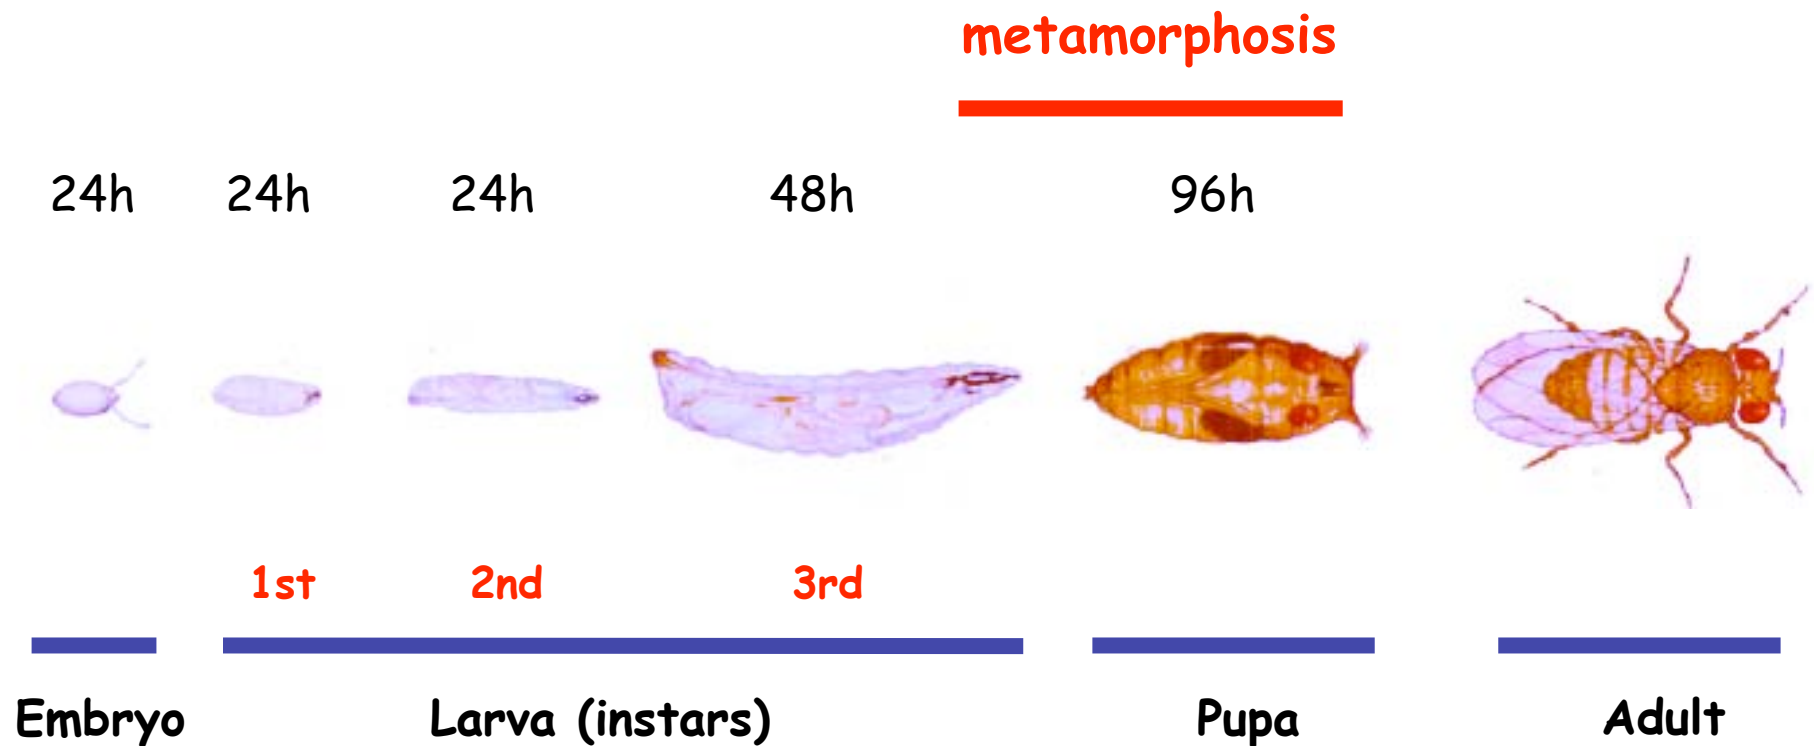 metamorphosis
24h 24h 24h 48h 96h
1st 2nd 3rd
Embryo Larva (instars) Pupa Adult